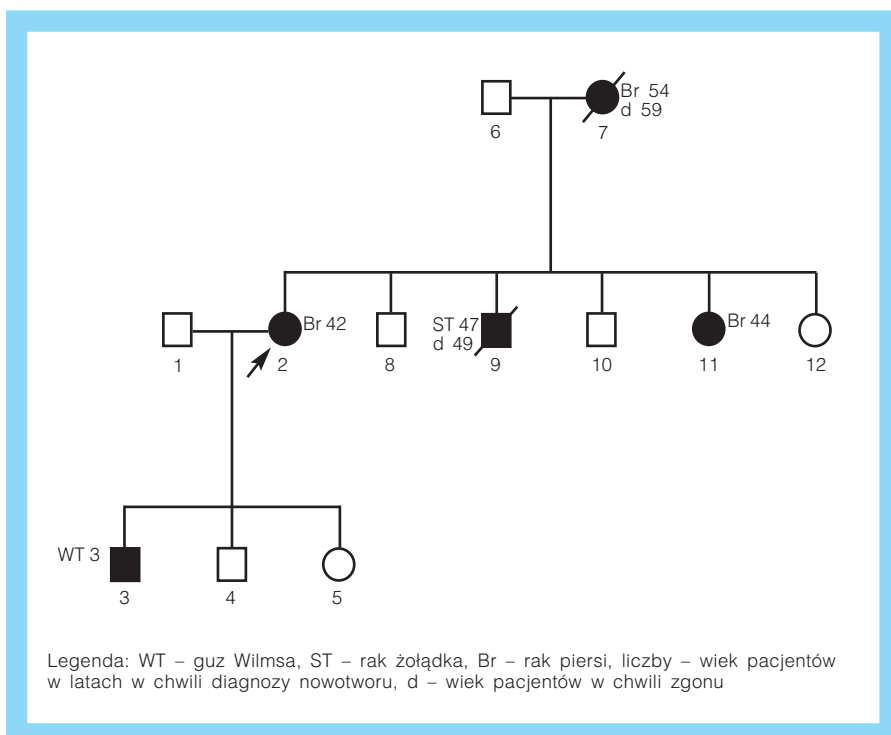 Br 54
d 59
6
7
Br 42
ST 47
d 49
Br 44
1
2
8
9
10
11
12
WT 3
3
4
5
Legenda: WT – guz Wilmsa, ST – rak żołądka, Br – rak piersi, liczby – wiek pacjentów
w latach w chwili diagnozy nowotworu, d – wiek pacjentów w chwili zgonu